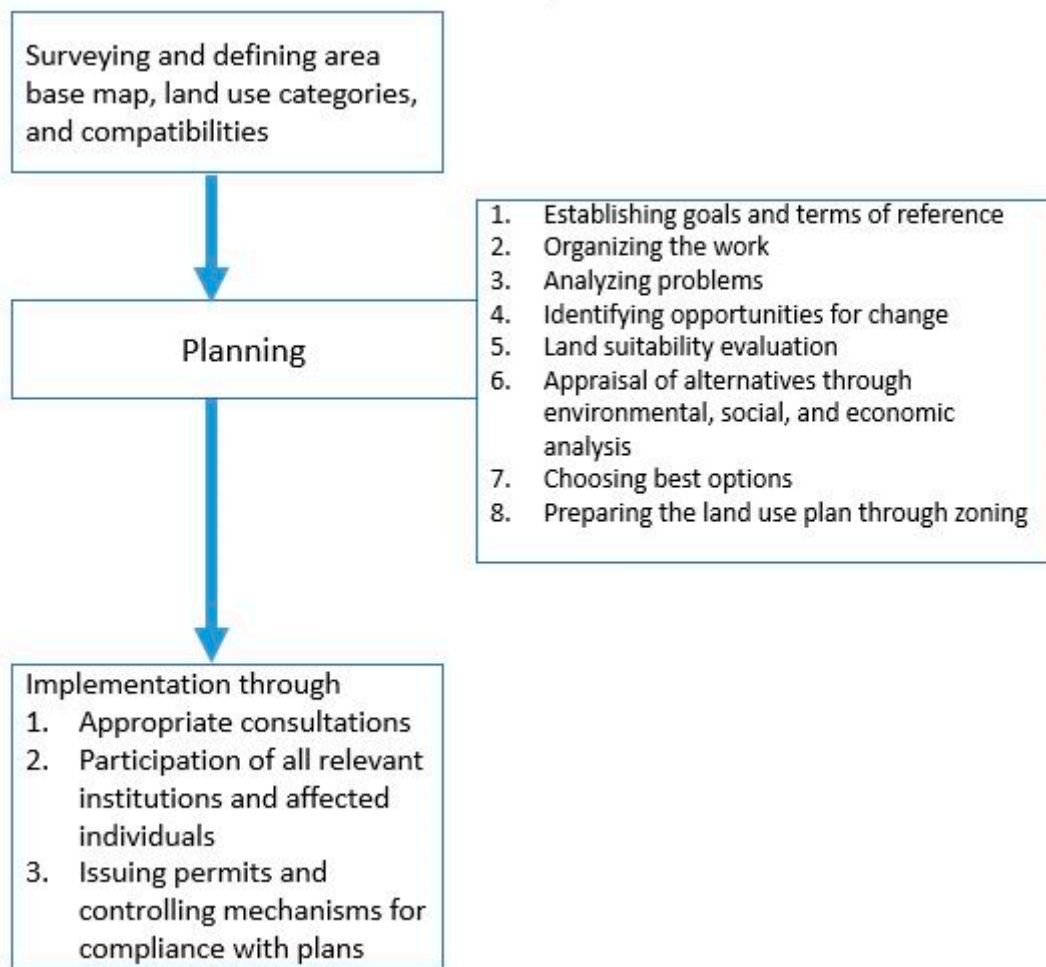 Surveying and defining area
base map, land use categories,
and compatibilities
Planning
1. Establishing goals and terms of reference
2. Organizing the work
3. Analyzing problems
4. Identifying opportunities for change
5. Land suitability evaluation
6. Appraisal of alternatives through
environmental, social, and economic
analysis
7. Choosing best options
8. Preparing the land use plan through zoning
Implementation through
1. Appropriate consultations
2. Participation of all relevant
institutions and affected
individuals
3. Issuing permits and
controlling mechanisms for
compliance with plans